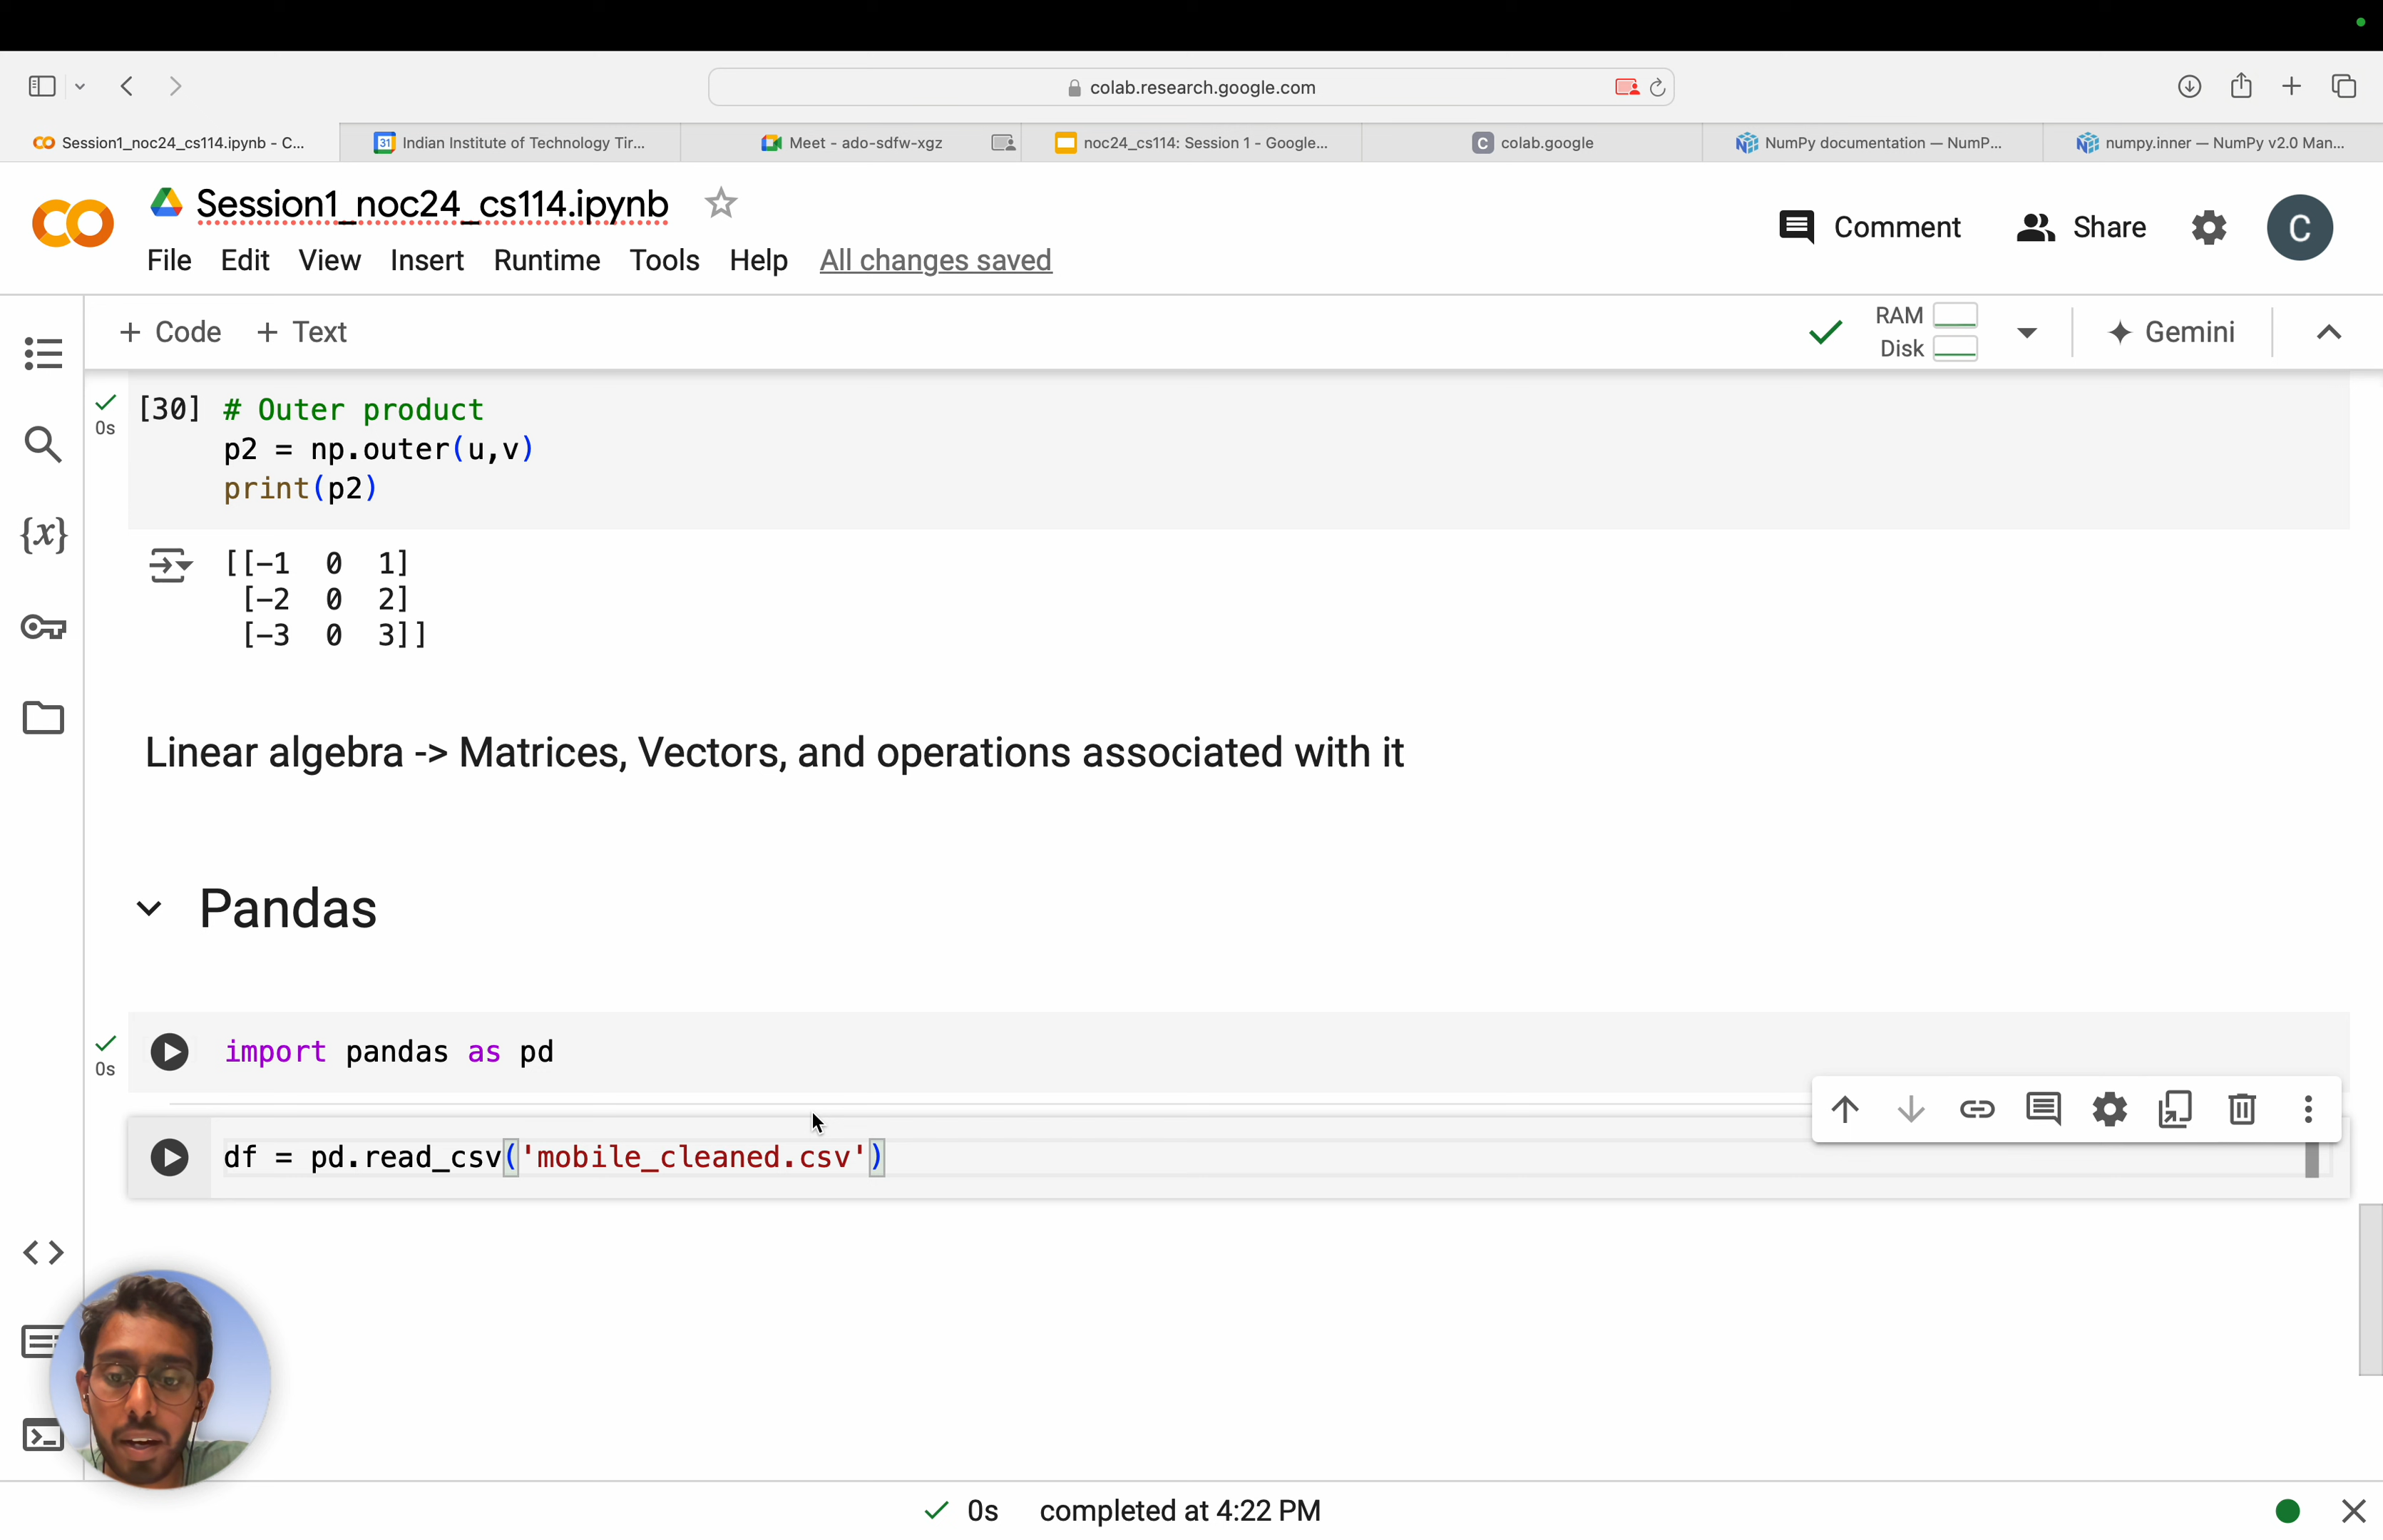 colab.research.google.com
Session1_noc24_cs114.ipynb - C...
31 Indian Institute of Technology Tir...
Meet - ado-sdfw-xgz
noc24_cs114: Session 1 - Google...
C colab.google
NumPy documentation — NumP...
numpy.inner — NumPy v2.0 Man...
Session1_noc24_cs114.ipynb
Comment Share C
File Edit View Insert Runtime Tools Help All changes saved
+ Code + Text
RAM
Disk
Gemini
[30] # Outer product
0s
p2 = np.outer(u,v)
print(p2)
[[-1 0 1]
[-2 0 2]
[-3 0 3]]
{x}
Linear algebra -> Matrices, Vectors, and operations associated with it
Pandas
import pandas as pd
0s
df = pd.read_csv('mobile_cleaned.csv')
0s completed at 4:22 PM